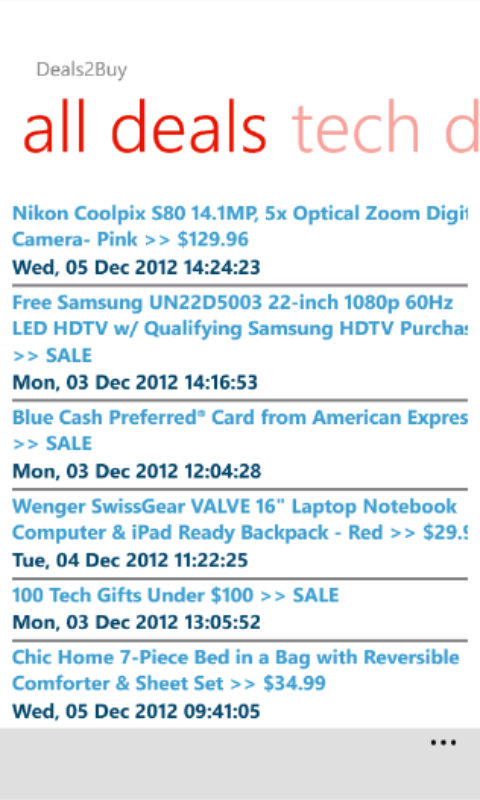 Deals2Buy
all deals tech d
Nikon Coolpix S80 14.1MP, 5x Optical Zoom Digit
Camera- Pink >> $129.96
Wed, 05 Dec 2012 14:24:23
Free Samsung UN22D5003 22-inch 1080p 60Hz
LED HDTV w/ Qualifying Samsung HDTV Purchas
>> SALE
Mon, 03 Dec 2012 14:16:53
Blue Cash Preferred® Card from American Expres
>> SALE
Mon, 03 Dec 2012 12:04:28
Wenger SwissGear VALVE 16" Laptop Notebook
Computer & iPad Ready Backpack - Red >> $29.9
Tue, 04 Dec 2012 11:22:25
100 Tech Gifts Under $100 >> SALE
Mon, 03 Dec 2012 13:05:52
Chic Home 7-Piece Bed in a Bag with Reversible
Comforter & Sheet Set >> $34.99
Wed, 05 Dec 2012 09:41:05